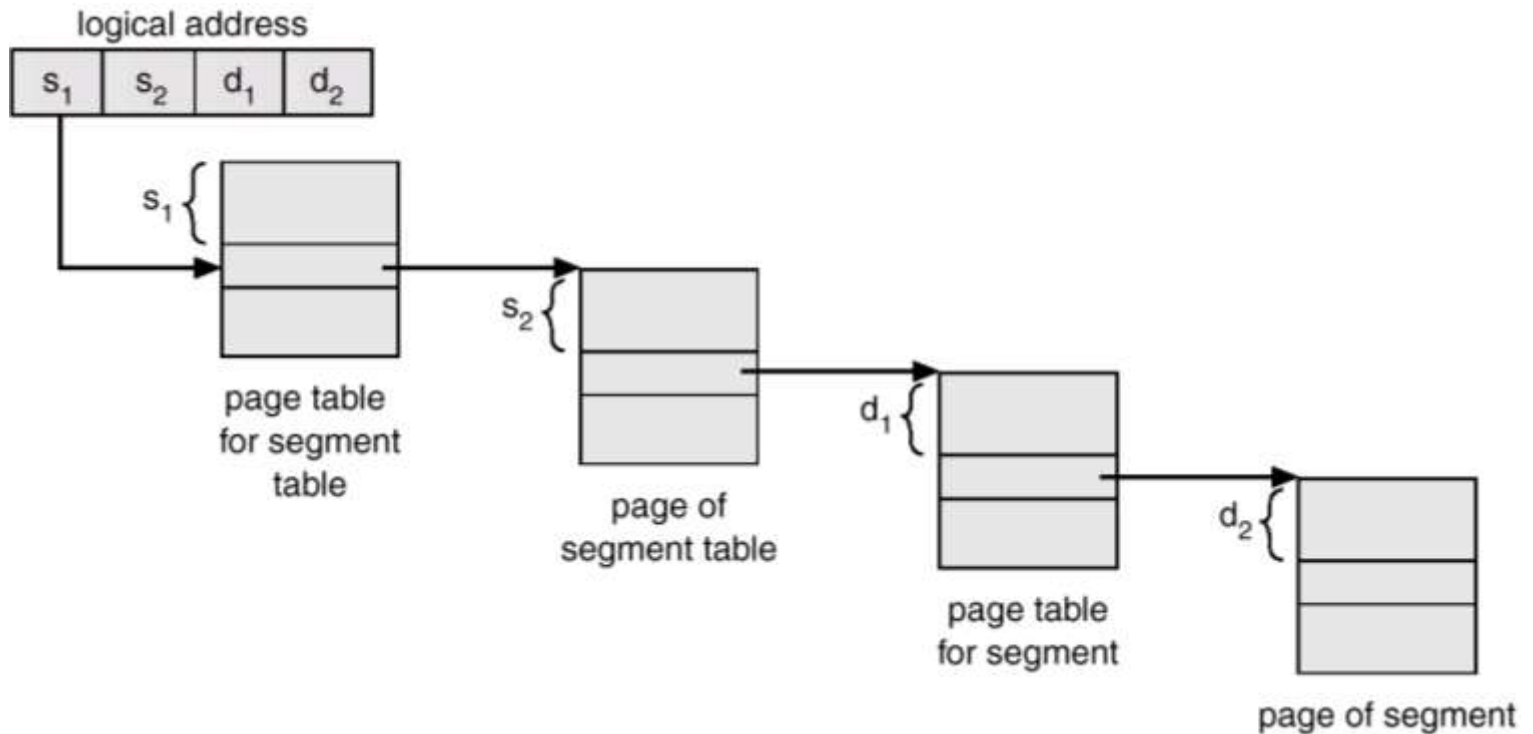 logical address
s₁ s₂ d₁ d₂
s₁
page table
for segment
table
s₂
page of
segment table
d₁
page table
for segment
d₂
page of segment